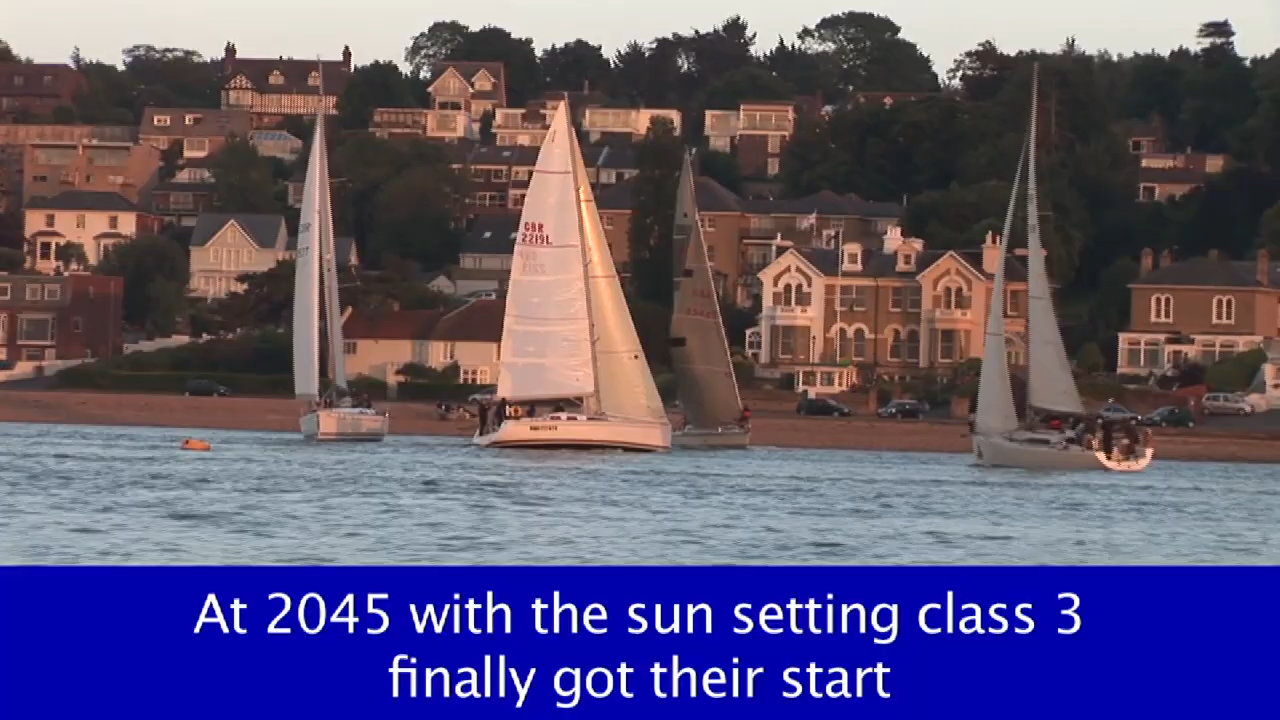 GBR
2219L
At 2045 with the sun setting class 3
finally got their start